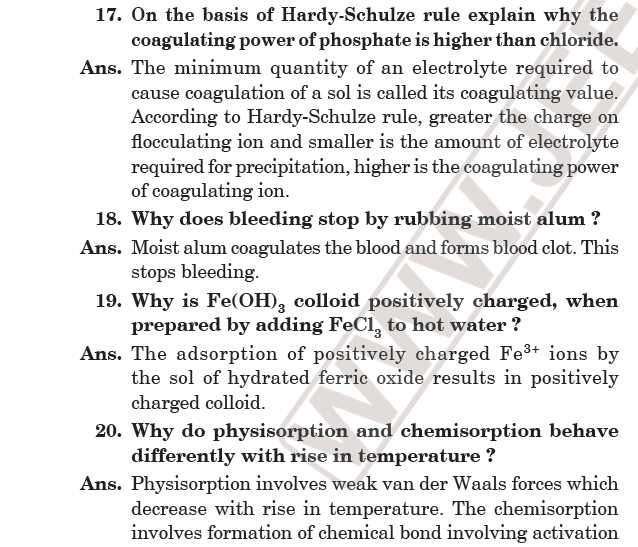 17. On the basis of Hardy-Schulze rule explain why the
coagulating power of phosphate is higher than chloride.
Ans. The minimum quantity of an electrolyte required to
cause coagulation of a sol is called its coagulating value.
According to Hardy-Schulze rule, greater the charge on
flocculating ion and smaller is the amount of electrolyte
required for precipitation, higher is the coagulating power
of coagulating ion.
18. Why does bleeding stop by rubbing moist alum ?
Ans. Moist alum coagulates the blood and forms blood clot. This
stops bleeding.
19. Why is Fe(OH)₃ colloid positively charged, when
prepared by adding FeCl₃ to hot water ?
Ans. The adsorption of positively charged Fe³⁺ ions by
the sol of hydrated ferric oxide results in positively
charged colloid.
20. Why do physisorption and chemisorption behave
differently with rise in temperature ?
Ans. Physisorption involves weak van der Waals forces which
decrease with rise in temperature. The chemisorption
involves formation of chemical bond involving activation
WWW.JEE